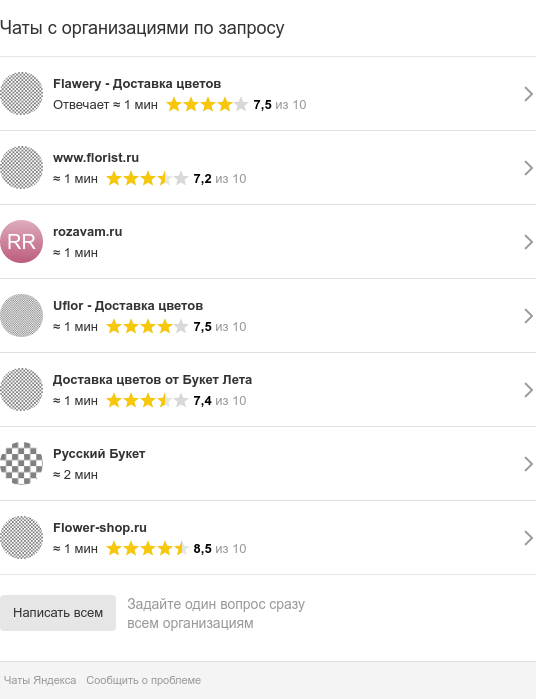 Чаты с организациями по запросу
Flawery - Доставка цветов
Отвечает ≈ 1 мин 7,5 из 10
www.florist.ru
≈ 1 мин 7,2 из 10
RR
rozavam.ru
≈ 1 мин
Uflor - Доставка цветов
≈ 1 мин 7,5 из 10
Доставка цветов от Букет Лета
≈ 1 мин 7,4 из 10
Русский Букет
≈ 2 мин
Flower-shop.ru
≈ 1 мин 8,5 из 10
Написать всем
Задайте один вопрос сразу
всем организациям
Чаты Яндекса Сообщить о проблеме